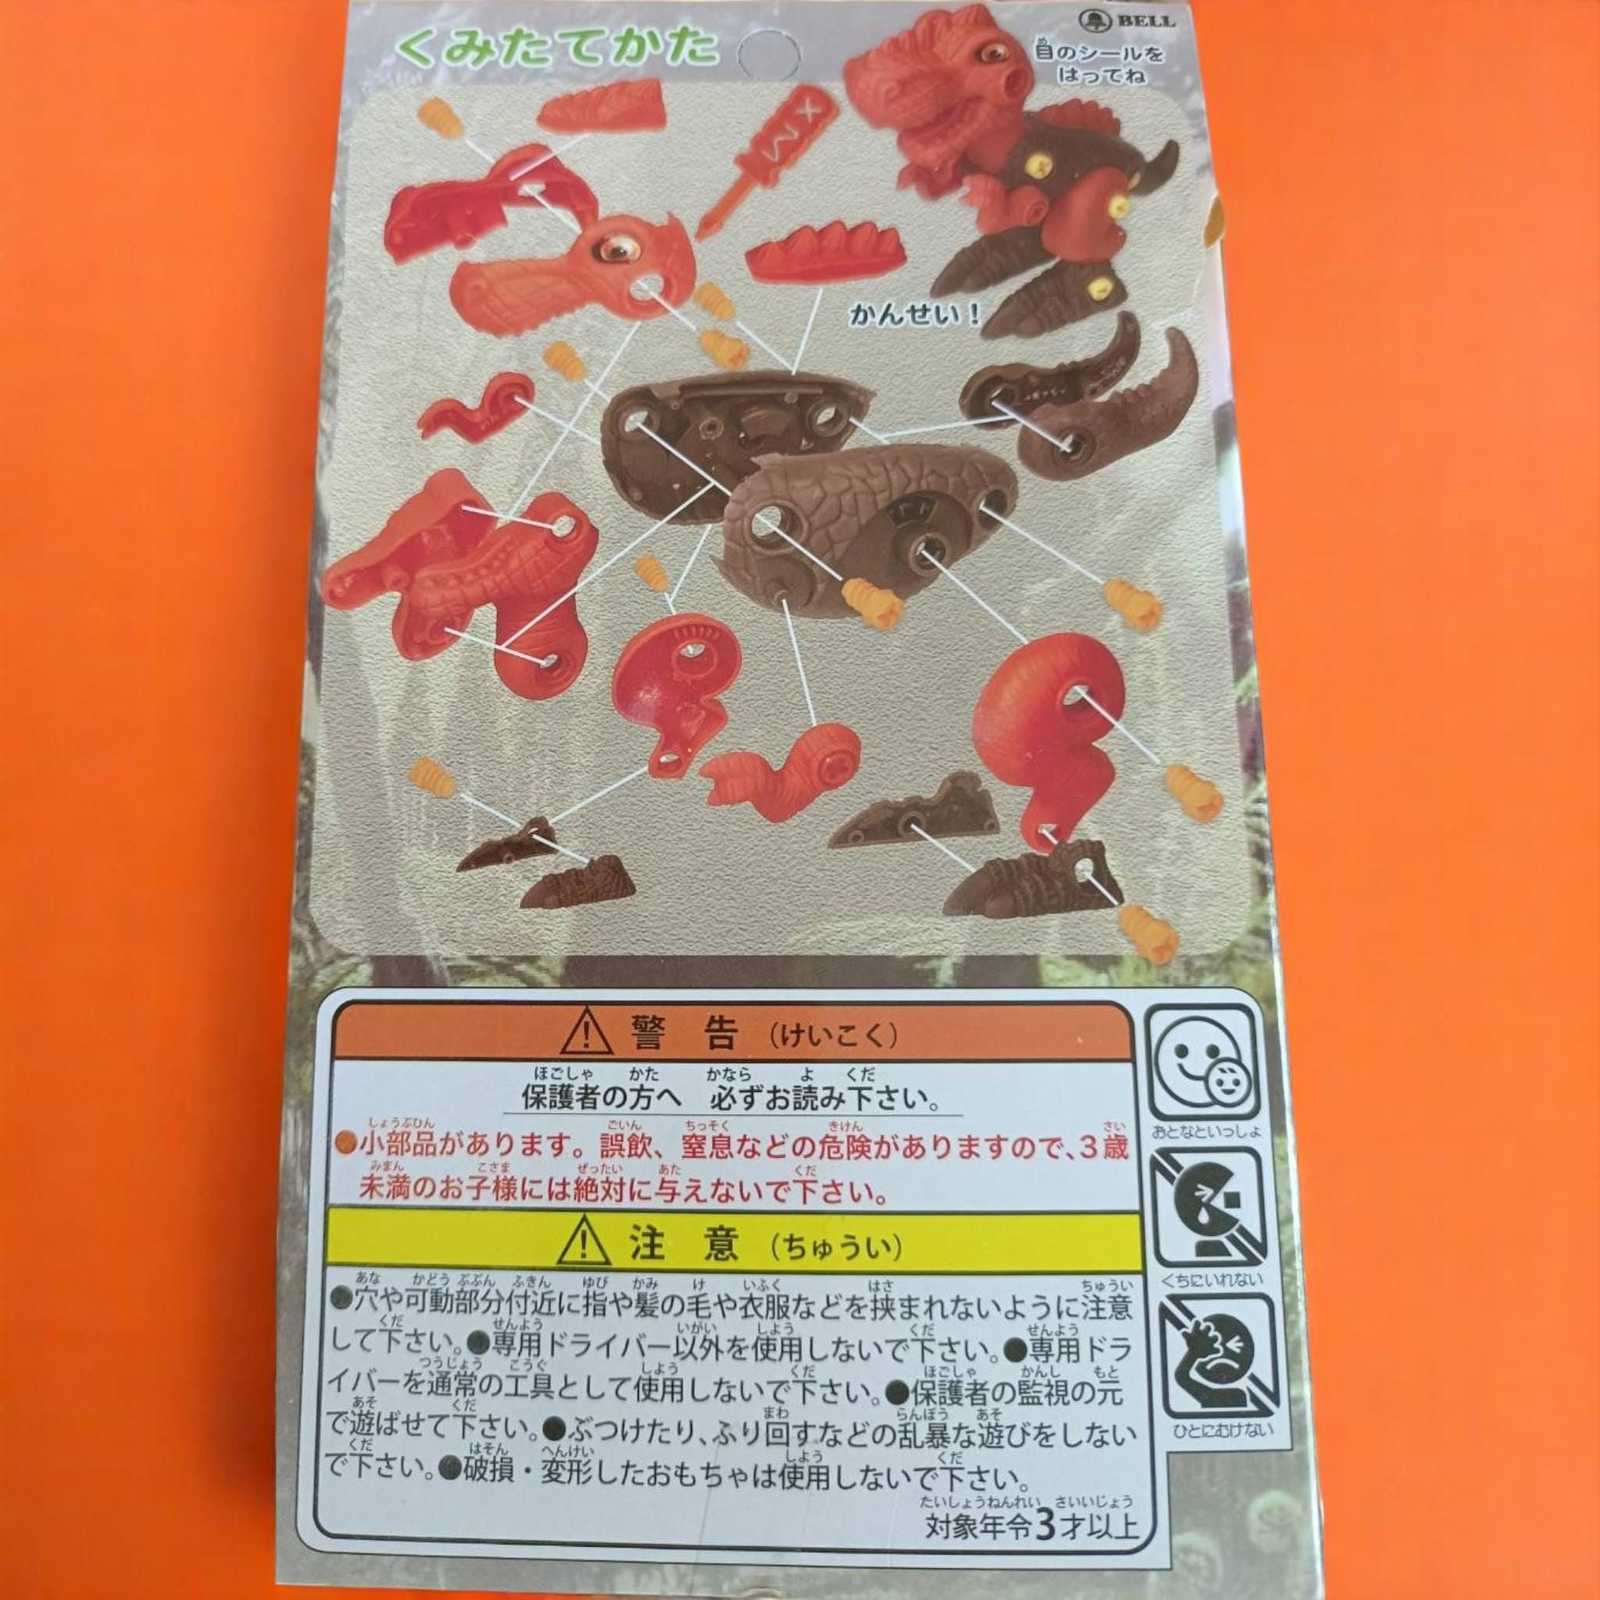 くみたてかた
BELL
目のシールを
はってね
かんせい!
警 告 (けいこく)
保護者の方へ 必ずお読み下さい。
●小部品があります。誤飲、窒息などの危険がありますので、3歳
未満のお子様には絶対に与えないで下さい。
注 意 (ちゅうい)
●穴や可動部分付近に指や髪の毛や衣服などを挟まれないように注意
して下さい。●専用ドライバー以外を使用しないで下さい。●専用ドラ
イバーを通常の工具として使用しないで下さい。●保護者の監視の元
で遊ばせて下さい。●ぶつけたり、ふり回すなどの乱暴な遊びをしない
で下さい。●破損・変形したおもちゃは使用しないで下さい。
対象年令3才以上
おとなといっしょ
くちにいれない
ひとにむけない